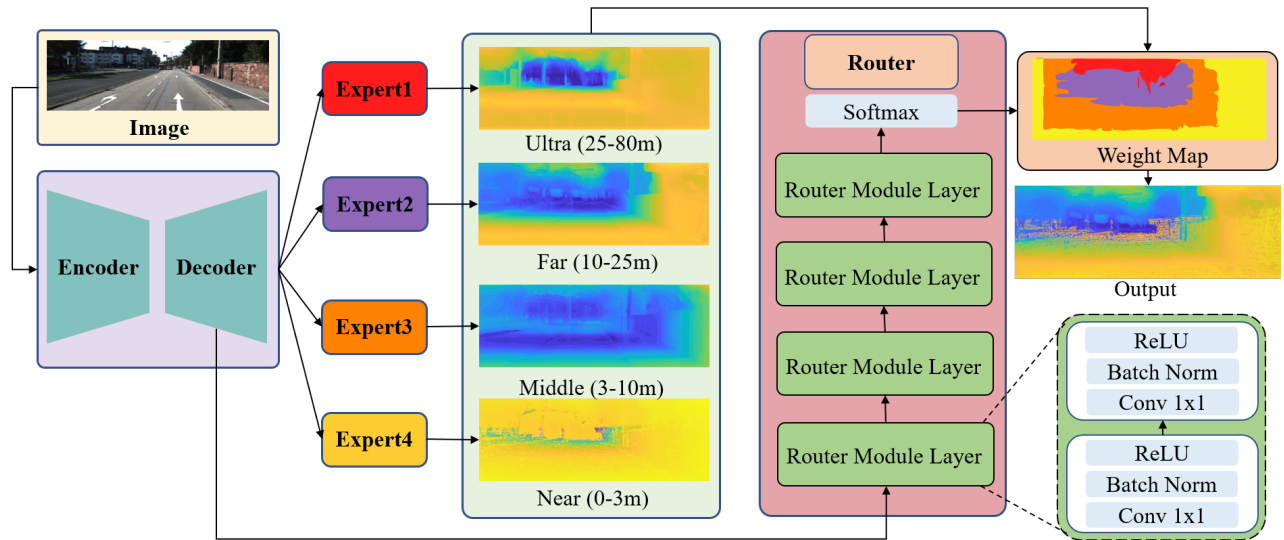 Image
Encoder
Decoder
Expert1
Expert2
Expert3
Expert4
Ultra (25-80m)
Far (10-25m)
Middle (3-10m)
Near (0-3m)
Router
Softmax
Router Module Layer
Router Module Layer
Router Module Layer
Router Module Layer
Weight Map
Output
ReLU
Batch Norm
Conv 1x1
ReLU
Batch Norm
Conv 1x1